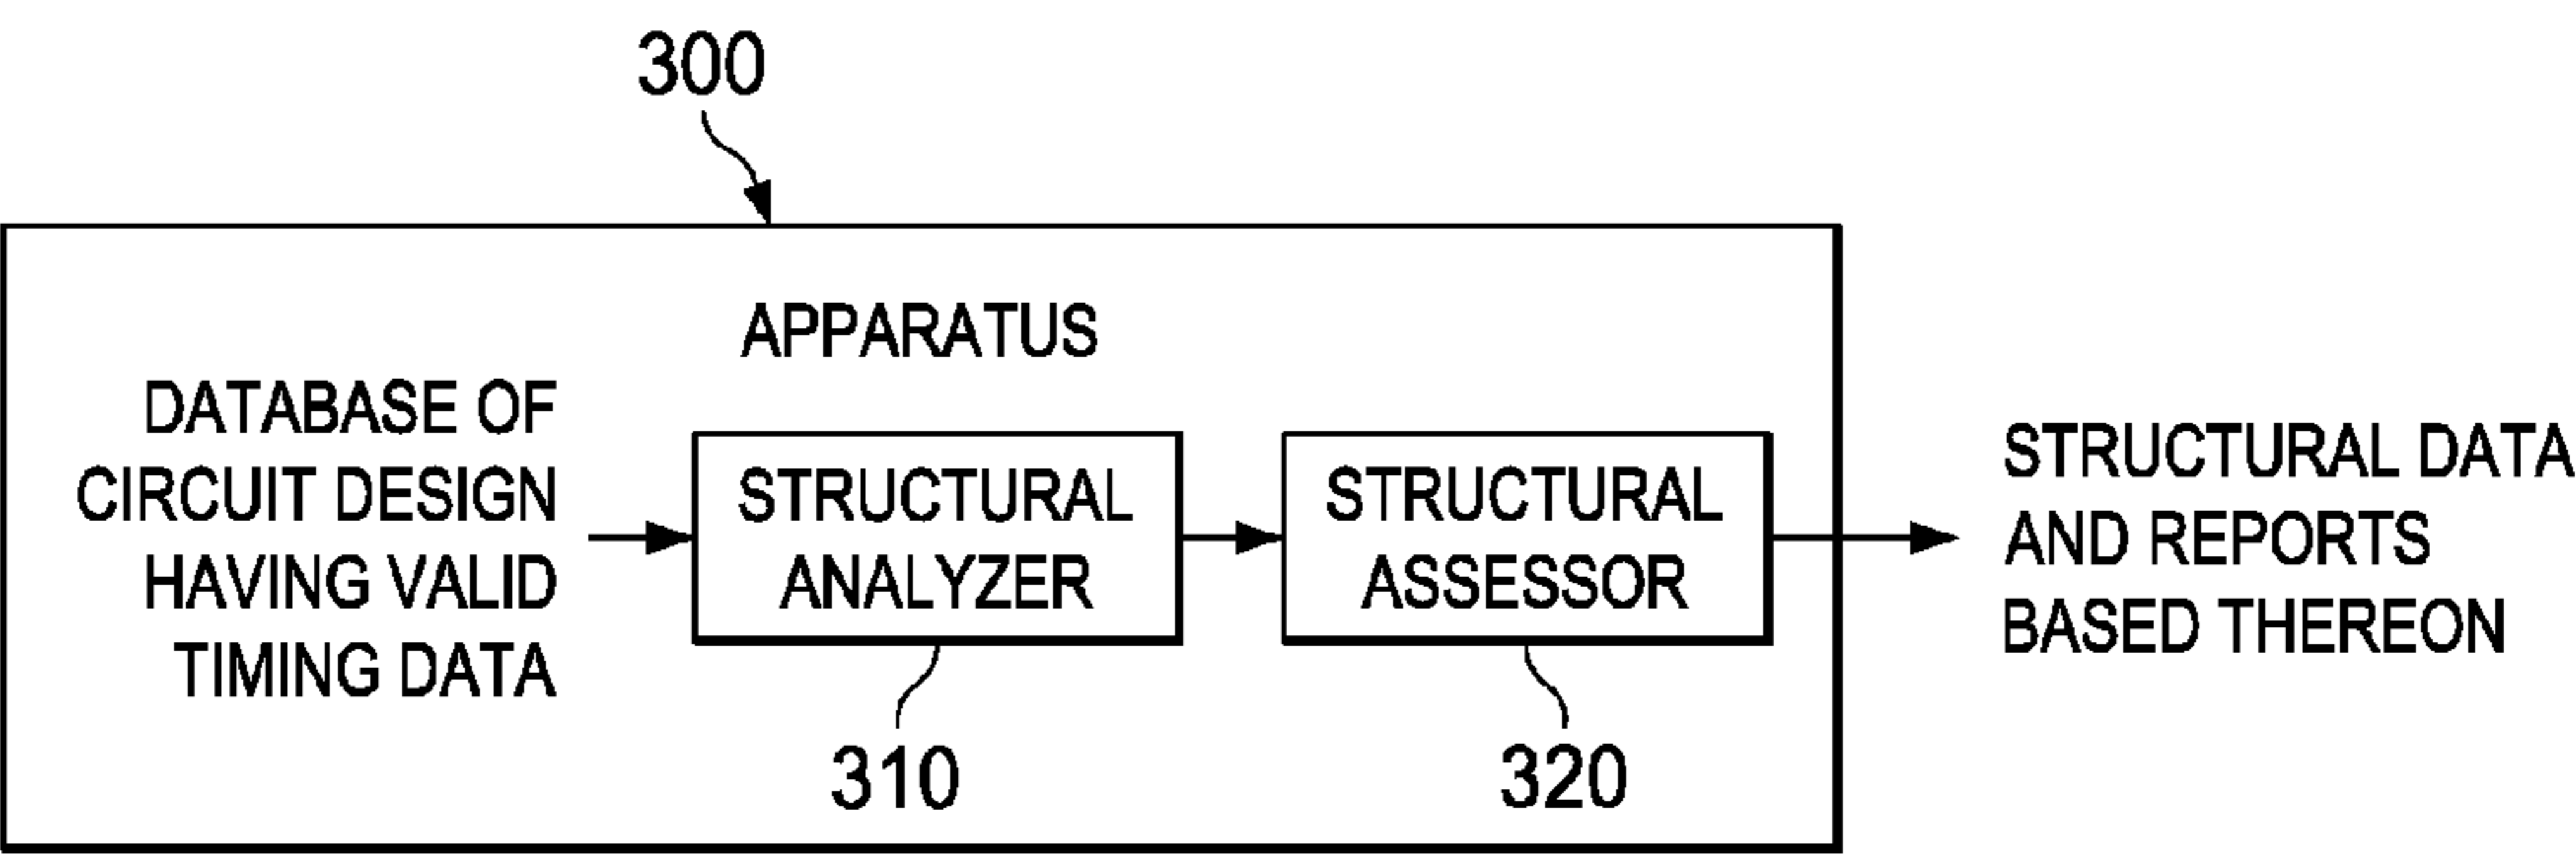 300
APPARATUS
DATABASE OF
CIRCUIT DESIGN
HAVING VALID
TIMING DATA
STRUCTURAL
ANALYZER
310
STRUCTURAL
ASSESSOR
320
STRUCTURAL DATA
AND REPORTS
BASED THEREON